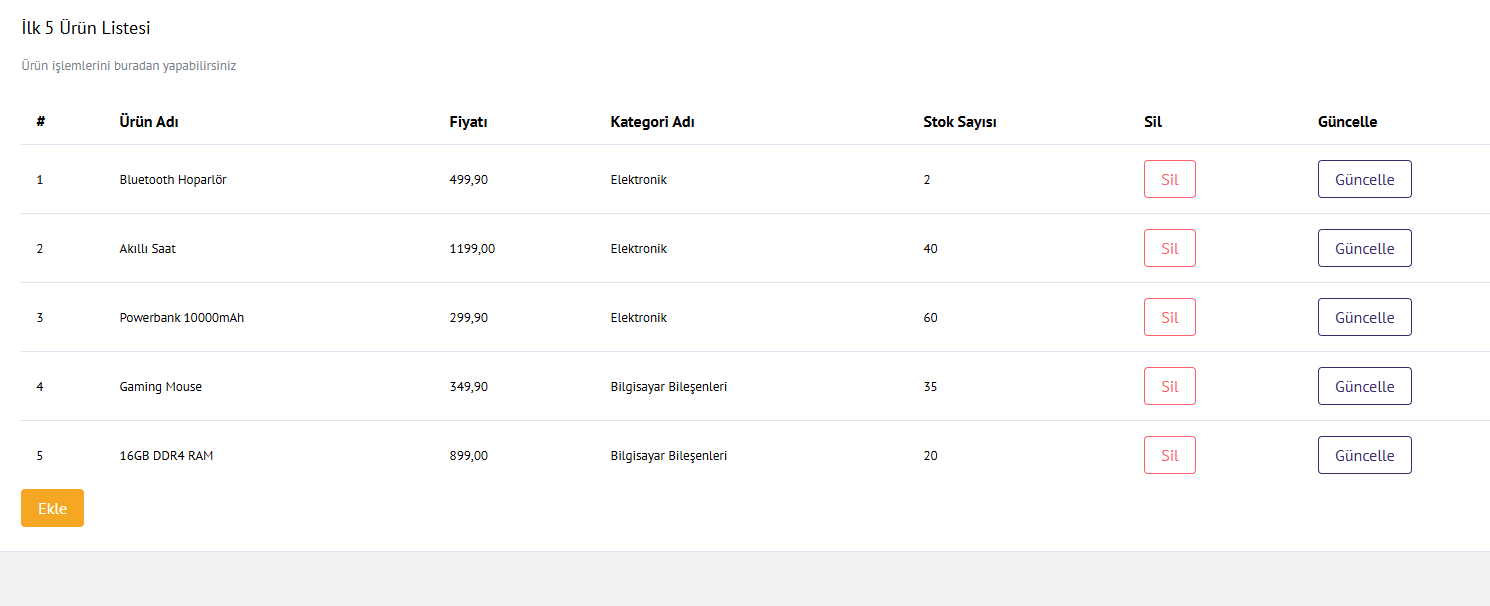 İlk 5 Ürün Listesi
Ürün işlemlerini buradan yapabilirsiniz
# Ürün Adı Fiyatı Kategori Adı Stok Sayısı Sil Güncelle
1 Bluetooth Hoparlör 499,90 Elektronik 2 Sil Güncelle
2 Akıllı Saat 1199,00 Elektronik 40 Sil Güncelle
3 Powerbank 10000mAh 299,90 Elektronik 60 Sil Güncelle
4 Gaming Mouse 349,90 Bilgisayar Bileşenleri 35 Sil Güncelle
5 16GB DDR4 RAM 899,00 Bilgisayar Bileşenleri 20 Sil Güncelle
Ekle